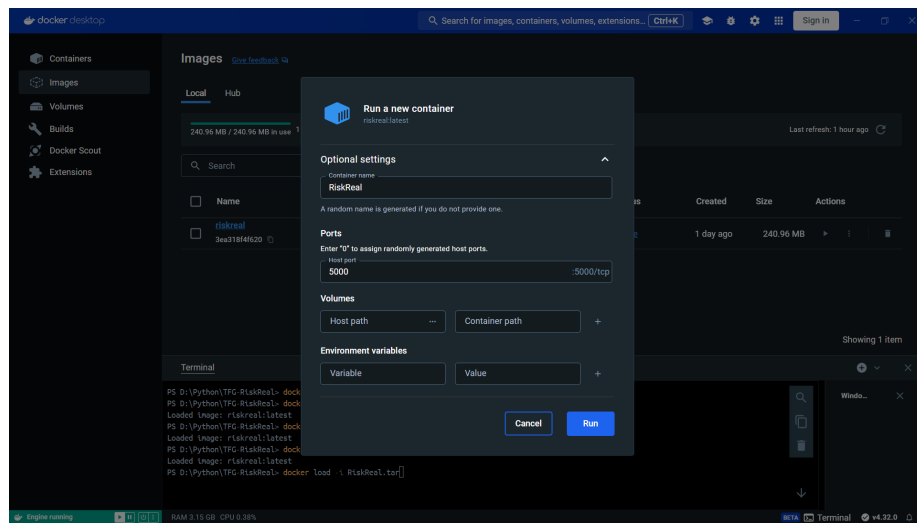 docker desktop
Search for images, containers, volumes, extensions... Ctrl+K
Sign in
Containers
Images
Volumes
Builds
Docker Scout
Extensions
Images Give feedback
Local Hub
240.96 MB / 240.96 MB in use 1
Last refresh: 1 hour ago
Search
Name Created Size Actions
riskreal
3ea318f4f620
1 day ago 240.96 MB
Showing 1 item
Run a new container
riskreal:latest
Optional settings
Container name
RiskReal
A random name is generated if you do not provide one.
Ports
Enter "0" to assign randomly generated host ports.
Host port
5000 :5000/tcp
Volumes
Host path ... Container path +
Environment variables
Variable Value +
Cancel Run
Terminal
PS D:\Python\TFG-RiskReal> dock
PS D:\Python\TFG-RiskReal> dock
Loaded image: riskreal:latest
PS D:\Python\TFG-RiskReal> dock
Loaded image: riskreal:latest
PS D:\Python\TFG-RiskReal> dock
Loaded image: riskreal:latest
PS D:\Python\TFG-RiskReal> docker load -i RiskReal.tar
Windo...
Engine running
RAM 3.15 GB CPU 0.38%
BETA Terminal v4.32.0